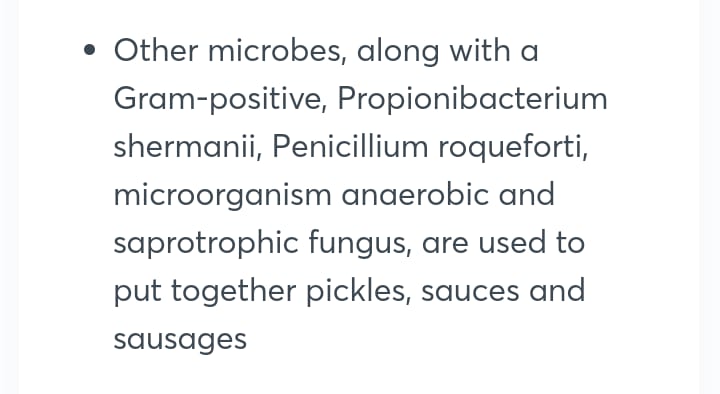 • Other microbes, along with a
Gram-positive, Propionibacterium
shermanii, Penicillium roqueforti,
microorganism anaerobic and
saprotrophic fungus, are used to
put together pickles, sauces and
sausages